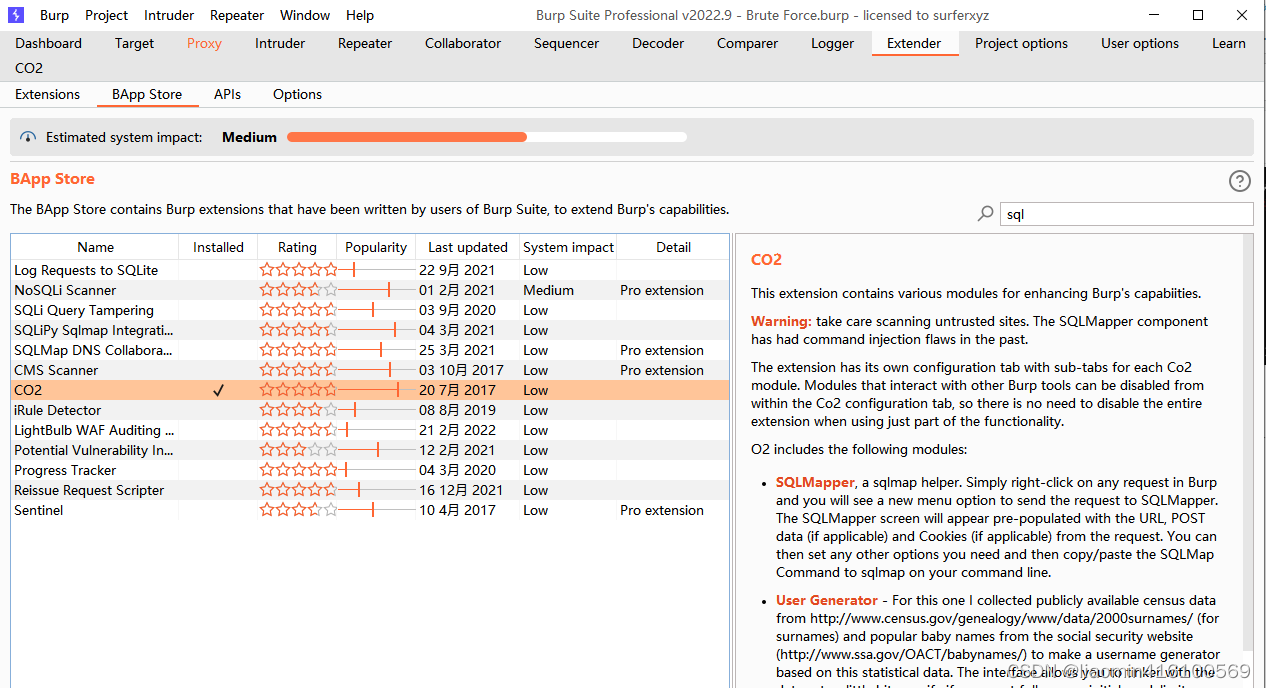 Burp Project Intruder Repeater Window Help Burp Suite Professional v2022.9 - Brute Force.burp - licensed to surferxyz
Dashboard Target Proxy Intruder Repeater Collaborator Sequencer Decoder Comparer Logger Extender Project options User options Learn
CO2
Extensions BApp Store APIs Options
Estimated system impact: Medium
BApp Store
The BApp Store contains Burp extensions that have been written by users of Burp Suite, to extend Burp's capabilities.
sql
Name Installed Rating Popularity Last updated System impact Detail
Log Requests to SQLite 22 9月 2021 Low
NoSQLi Scanner 01 2月 2021 Medium Pro extension
SQLi Query Tampering 03 9月 2020 Low
SQLiPy Sqlmap Integrati... 04 3月 2021 Low
SQLMap DNS Collabora... 25 3月 2021 Low Pro extension
CMS Scanner 03 10月 2017 Low Pro extension
CO2 ✓ 20 7月 2017 Low
iRule Detector 08 8月 2019 Low
LightBulb WAF Auditing ... 21 2月 2022 Low
Potential Vulnerability In... 12 2月 2021 Low
Progress Tracker 04 3月 2020 Low
Reissue Request Scripter 16 12月 2021 Low
Sentinel 10 4月 2017 Low Pro extension
CO2
This extension contains various modules for enhancing Burp's capabiities.
Warning: take care scanning untrusted sites. The SQLMapper component
has had command injection flaws in the past.
The extension has its own configuration tab with sub-tabs for each Co2
module. Modules that interact with other Burp tools can be disabled from
within the Co2 configuration tab, so there is no need to disable the entire
extension when using just part of the functionality.
O2 includes the following modules:
• SQLMapper, a sqlmap helper. Simply right-click on any request in Burp
and you will see a new menu option to send the request to SQLMapper.
The SQLMapper screen will appear pre-populated with the URL, POST
data (if applicable) and Cookies (if applicable) from the request. You can
then set any other options you need and then copy/paste the SQLMap
Command to sqlmap on your command line.
• User Generator - For this one I collected publicly available census data
from http://www.census.gov/genealogy/www/data/2000surnames/ (for
surnames) and popular baby names from the social security website
(http://www.ssa.gov/OACT/babynames/) to make a username generator
based on this statistical data. The interface allows you to tinker with the
CSDN @liaomin416100569